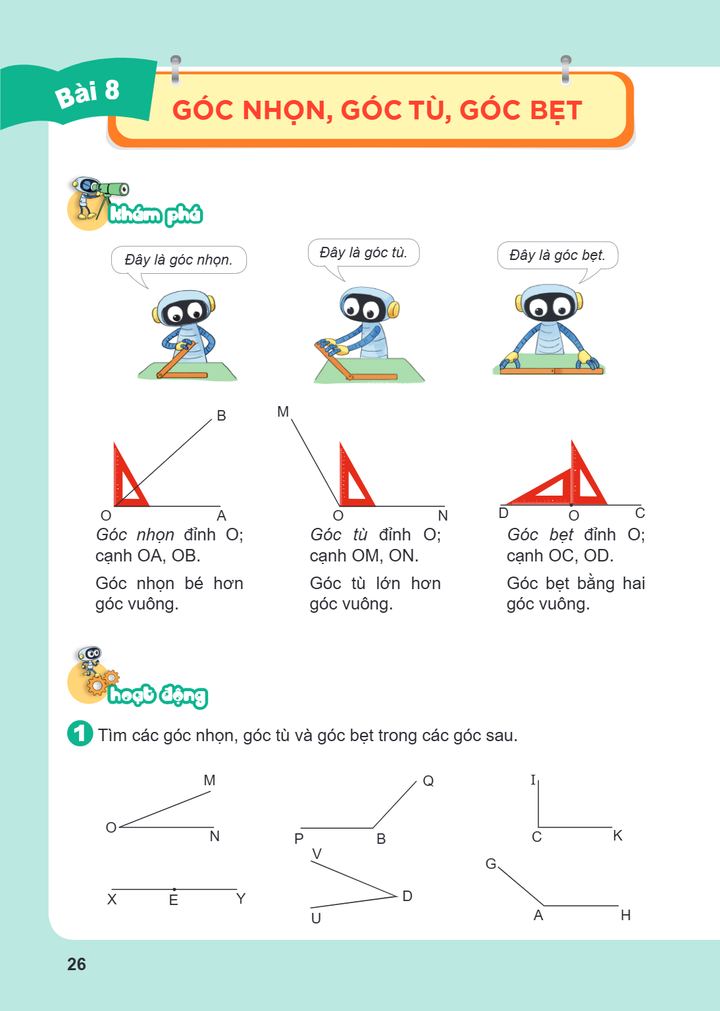 Bài 8
GÓC NHỌN, GÓC TÙ, GÓC BẸT
khám phá
Đây là góc nhọn.
Đây là góc tù.
Đây là góc bẹt.
B
O
A
M
O
N
D
O
C
Góc nhọn đỉnh O;
cạnh OA, OB.
Góc nhọn bé hơn
góc vuông.
Góc tù đỉnh O;
cạnh OM, ON.
Góc tù lớn hơn
góc vuông.
Góc bẹt đỉnh O;
cạnh OC, OD.
Góc bẹt bằng hai
góc vuông.
hoạt động
1 Tìm các góc nhọn, góc tù và góc bẹt trong các góc sau.
M
O
N
Q
P
B
I
C
K
X
E
Y
V
D
U
G
A
H
26